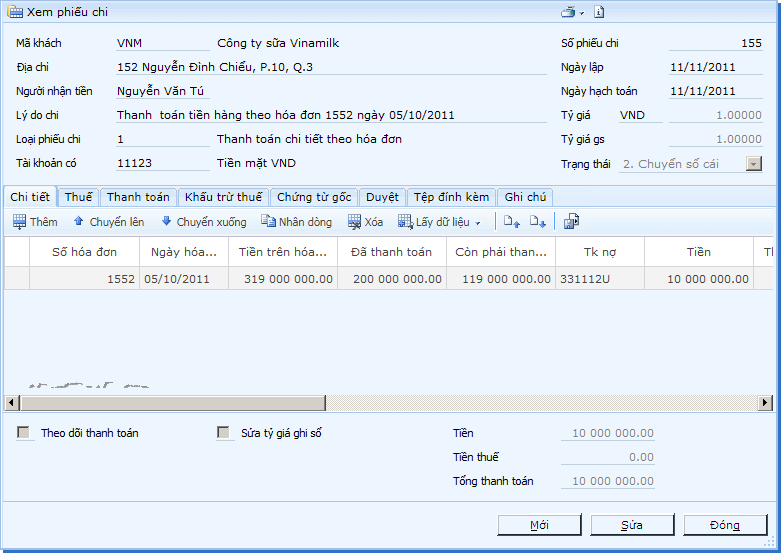 Xem phiếu chi
Mã khách VNM Công ty sữa Vinamilk Số phiếu chi 155
Địa chỉ 152 Nguyễn Đình Chiểu, P.10, Q.3 Ngày lập 11/11/2011
Người nhận tiền Nguyễn Văn Tú Ngày hạch toán 11/11/2011
Lý do chi Thanh toán tiền hàng theo hóa đơn 1552 ngày 05/10/2011 Tỷ giá VND 1.00000
Loại phiếu chi 1 Thanh toán chi tiết theo hóa đơn Tỷ giá gs 1.00000
Tài khoản có 11123 Tiền mặt VND Trạng thái 2. Chuyển sổ cái
Chi tiết Thuế Thanh toán Khấu trừ thuế Chứng từ gốc Duyệt Tệp đính kèm Ghi chú
Thêm Chuyển lên Chuyển xuống Nhân dòng Xóa Lấy dữ liệu
Số hóa đơn Ngày hóa... Tiền trên hóa... Đã thanh toán Còn phải than... Tk nợ Tiền
1552 05/10/2011 319 000 000.00 200 000 000.00 119 000 000.00 331112U 10 000 000.00
Theo dõi thanh toán Sửa tỷ giá ghi sổ Tiền 10 000 000.00
Tiền thuế 0.00
Tổng thanh toán 10 000 000.00
Mới Sửa Đóng